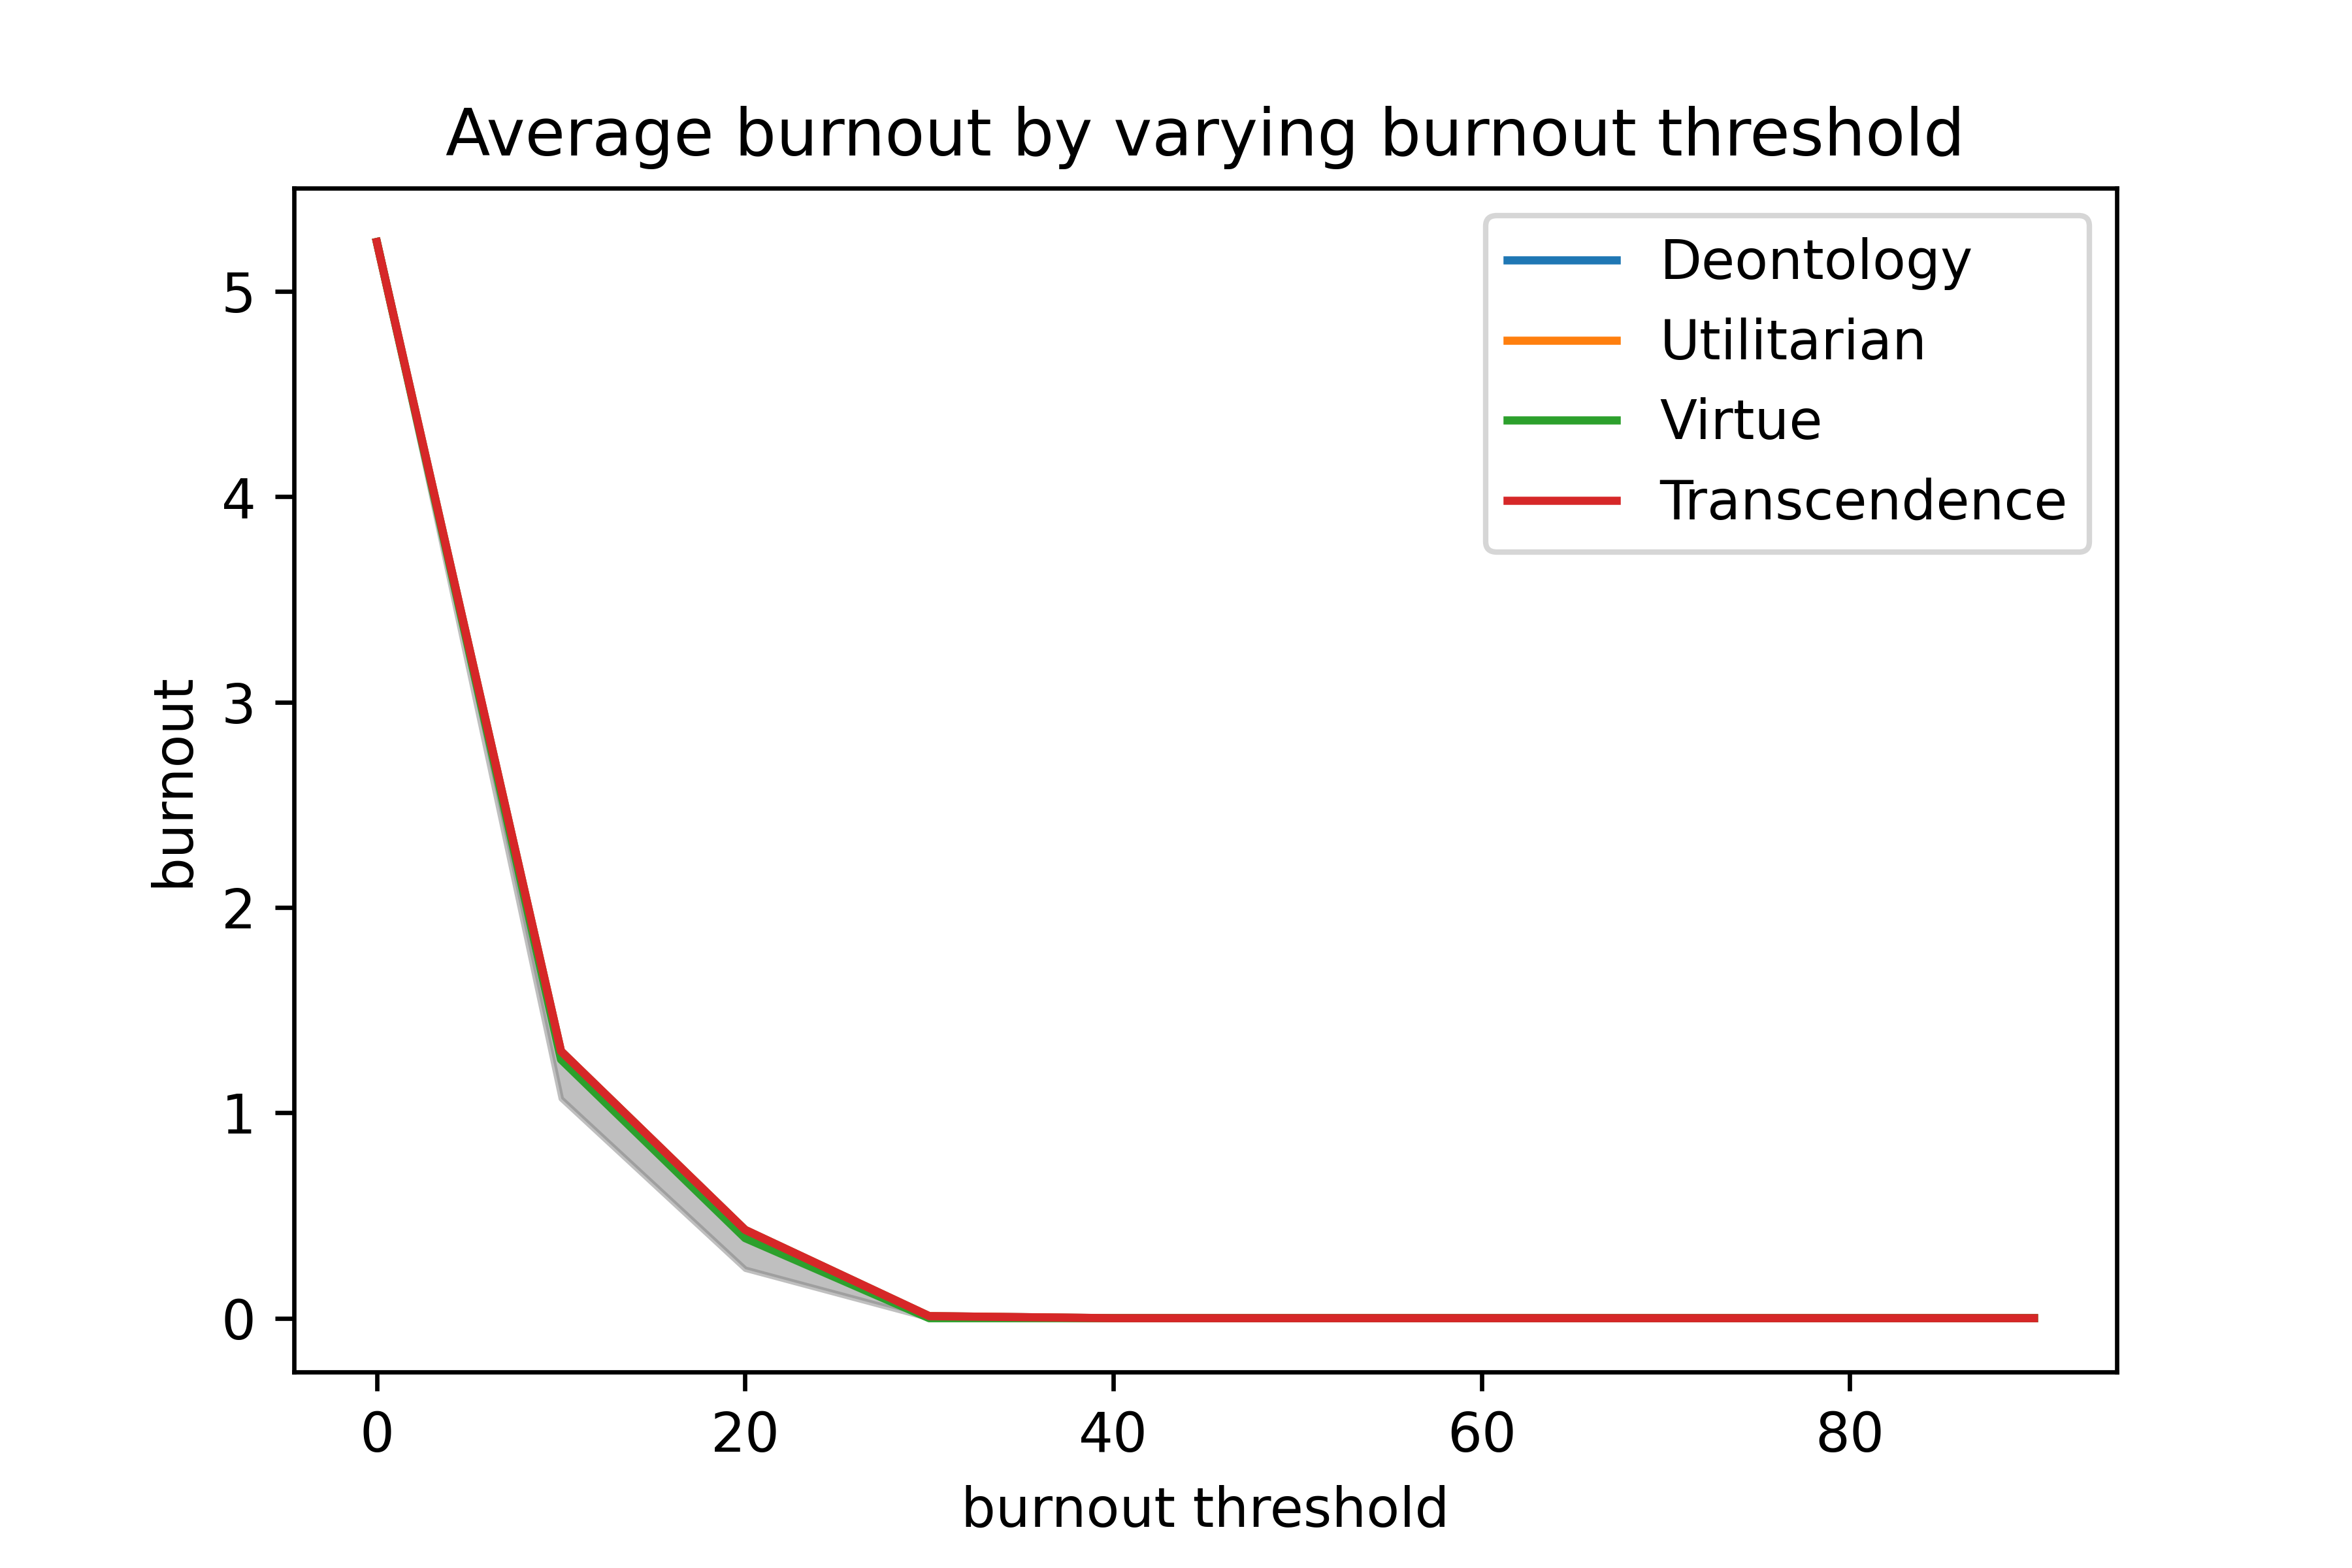 Average burnout by varying burnout threshold
Deontology
Utilitarian
Virtue
Transcendence
burnout
5
4
3
2
1
0
0 20 40 60 80
burnout threshold